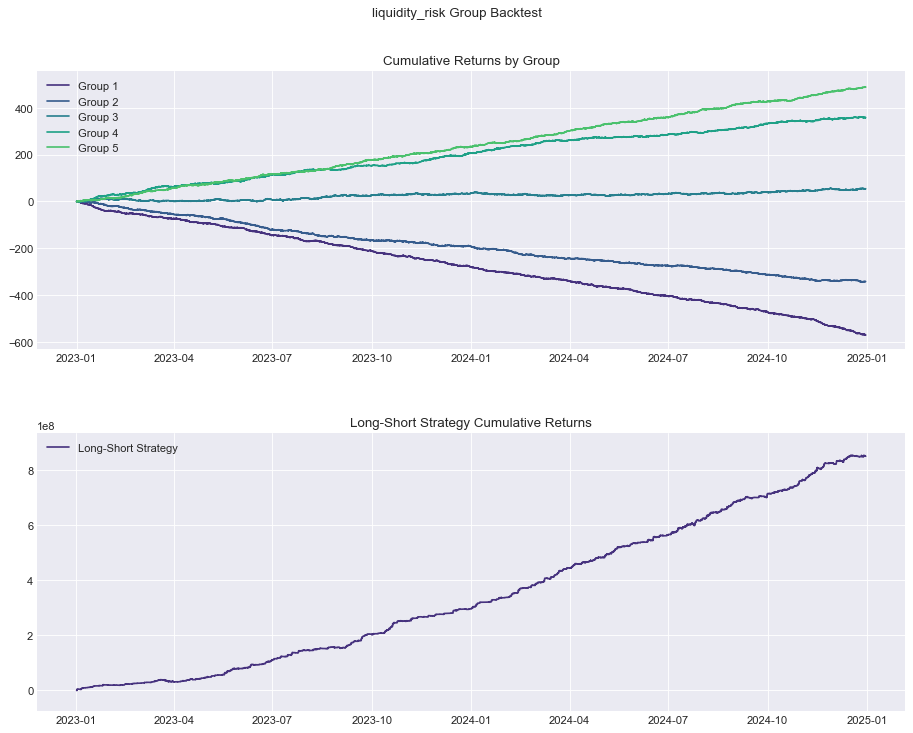 liquidity_risk Group Backtest
Cumulative Returns by Group
Group 1
Group 2
Group 3
Group 4
Group 5
400
200
0
−200
−400
−600
2023-01 2023-04 2023-07 2023-10 2024-01 2024-04 2024-07 2024-10 2025-01
Long-Short Strategy Cumulative Returns
1e8
Long-Short Strategy
8
6
4
2
0
2023-01 2023-04 2023-07 2023-10 2024-01 2024-04 2024-07 2024-10 2025-01